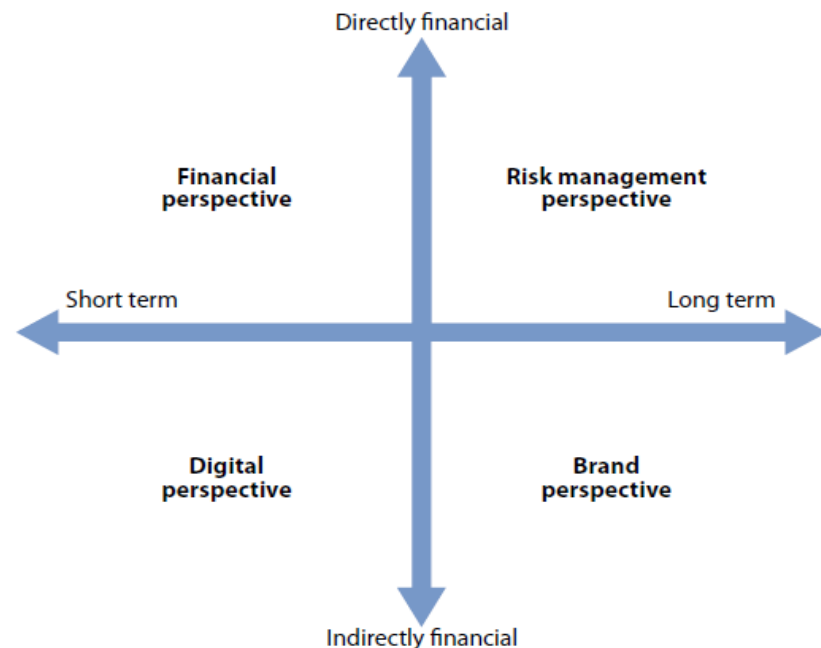 Directly financial
Financial
perspective
Risk management
perspective
Short term
Long term
Digital
perspective
Brand
perspective
Indirectly financial